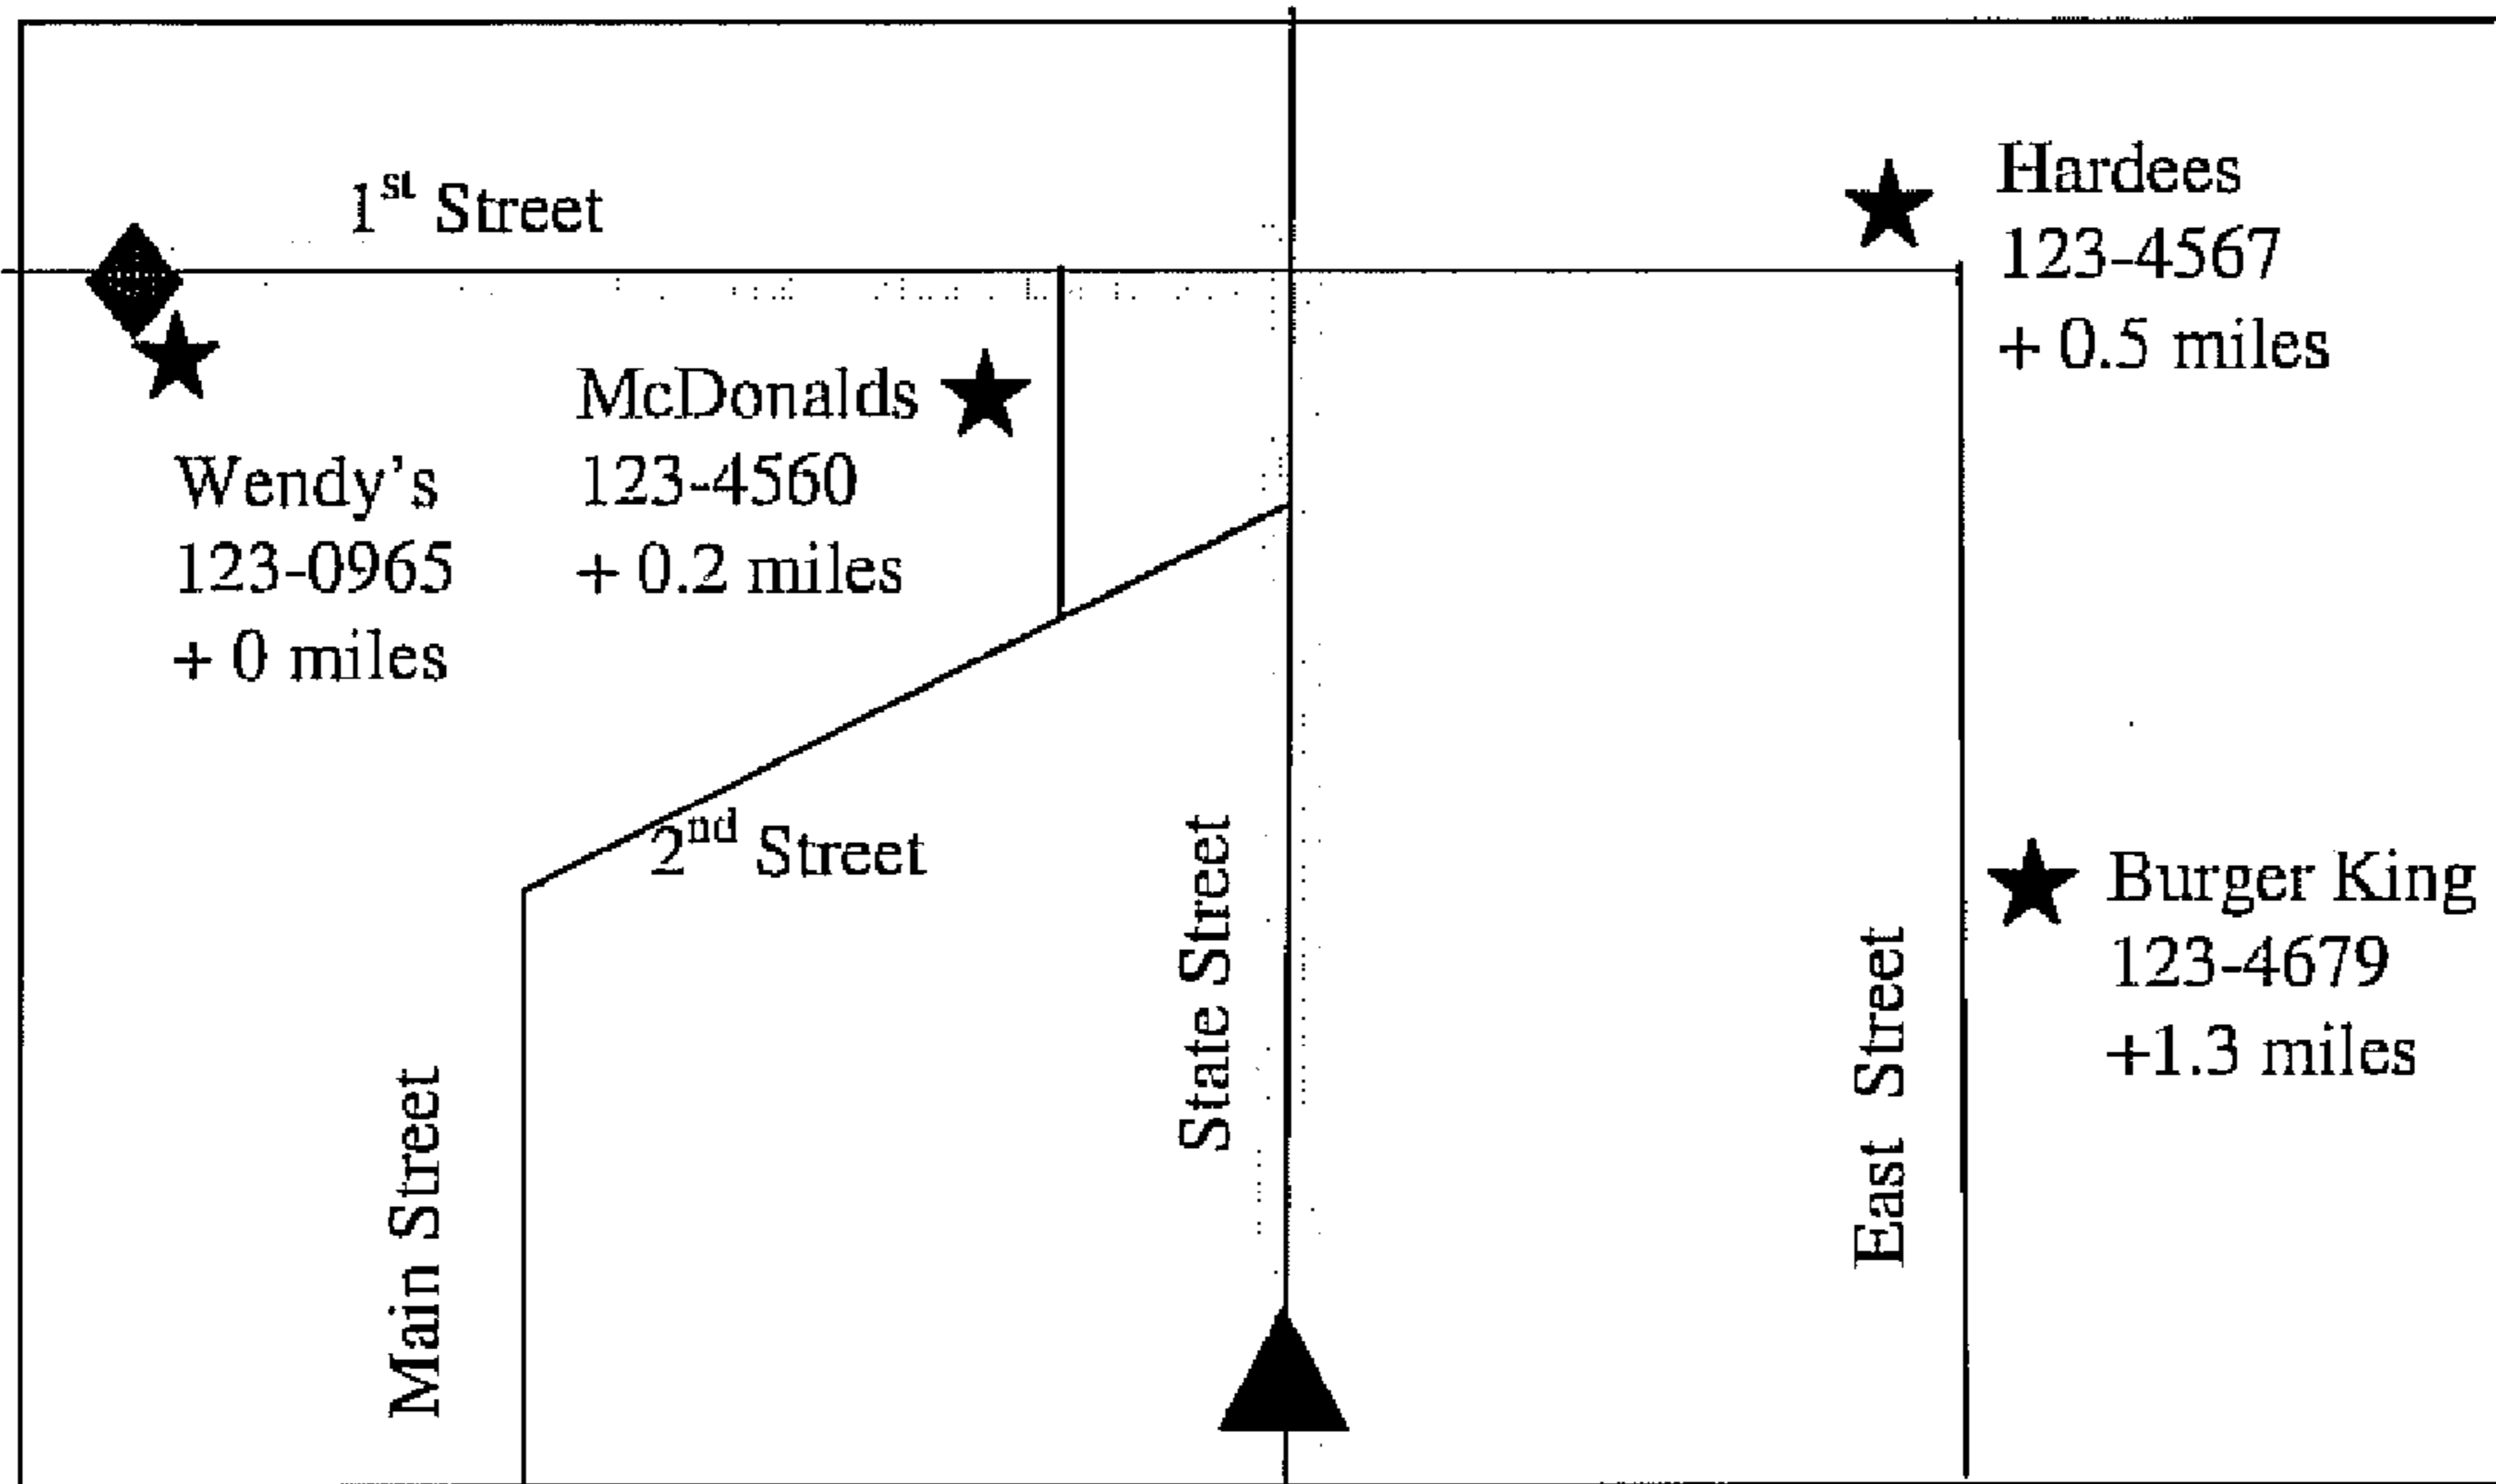 1st Street
Hardees
123-4567
+ 0.5 miles
McDonalds
123-4560
+ 0.2 miles
Wendy's
123-0965
+ 0 miles
2nd Street
State Street
Burger King
123-4679
+1.3 miles
East Street
Main Street